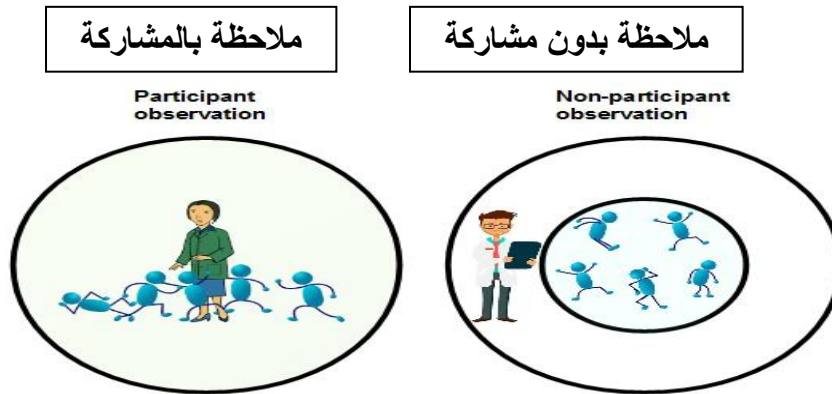 ملاحظة بدون مشاركة
ملاحظة بالمشاركة
Participant
observation
Non-participant
observation